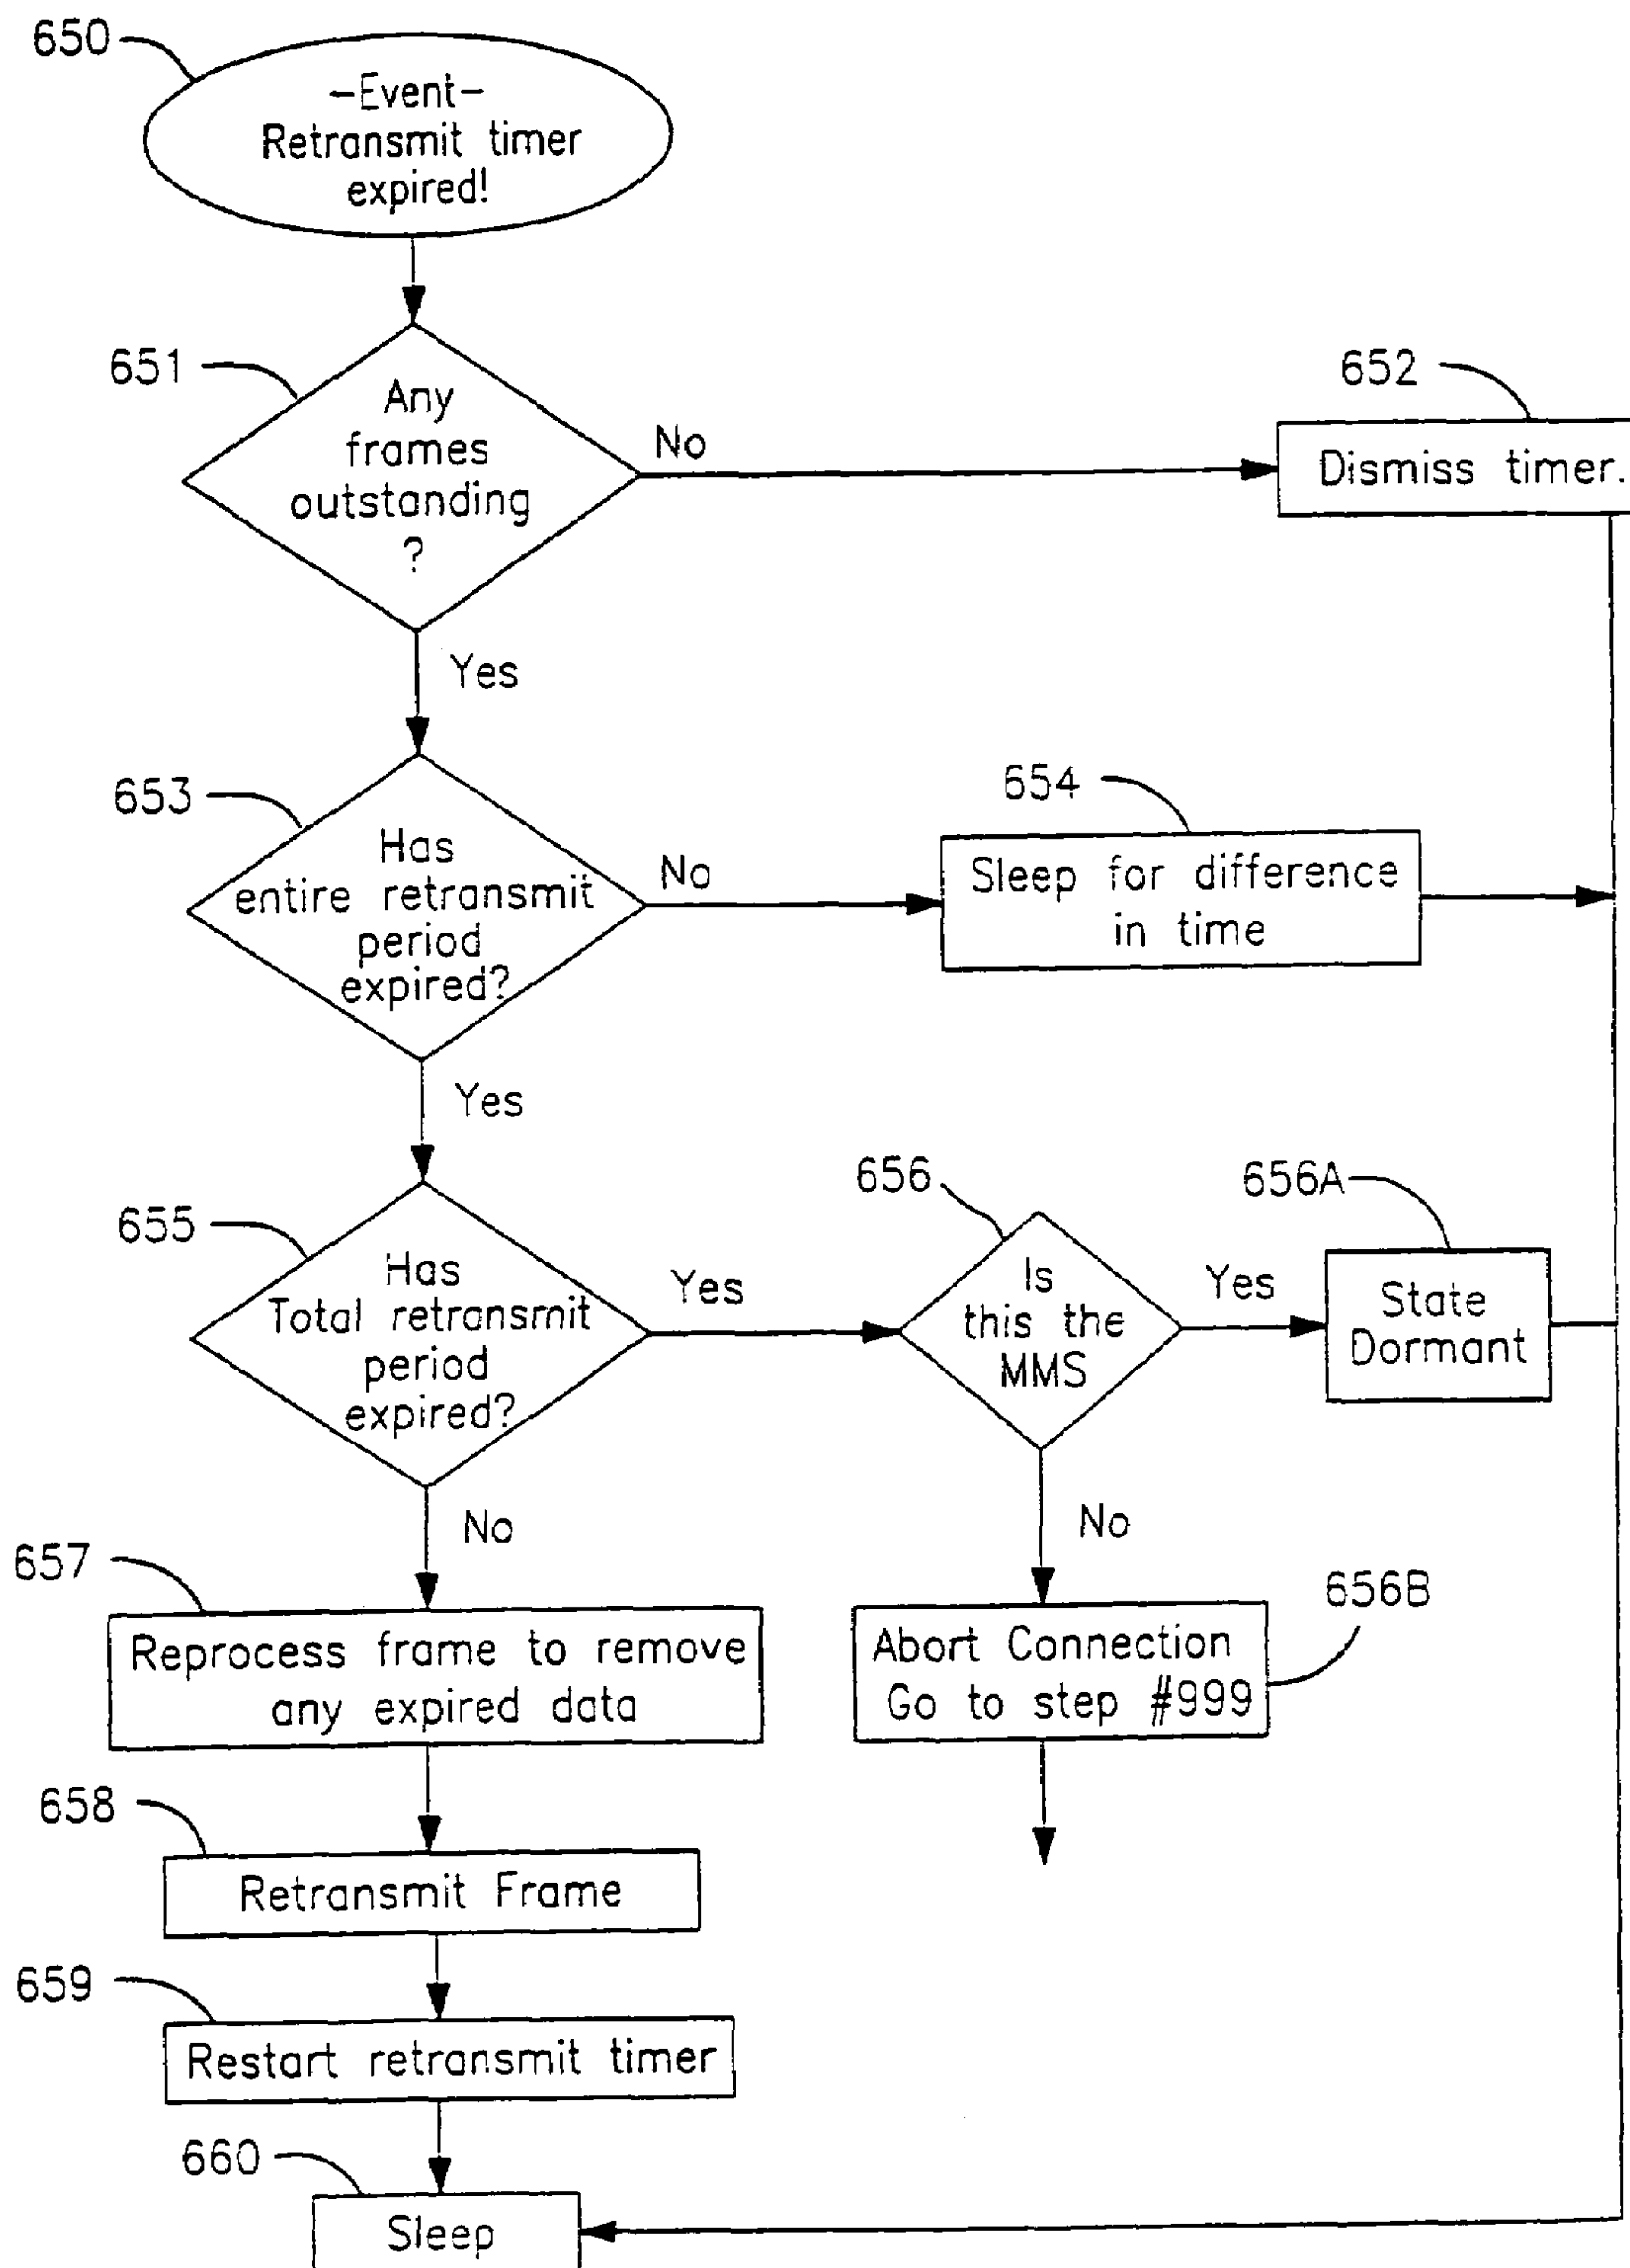 650
-Event-
Retransmit timer
expired!
651
Any
frames
outstanding
?
No
652
Dismiss timer.
Yes
653
Has
entire retransmit
period
expired?
No
654
Sleep for difference
in time
Yes
655
Has
Total retransmit
period
expired?
Yes
656
Is
this the
MMS
Yes
656A
State
Dormant
No
No
657
Reprocess frame to remove
any expired data
656B
Abort Connection
Go to step #999
658
Retransmit Frame
659
Restart retransmit timer
660
Sleep